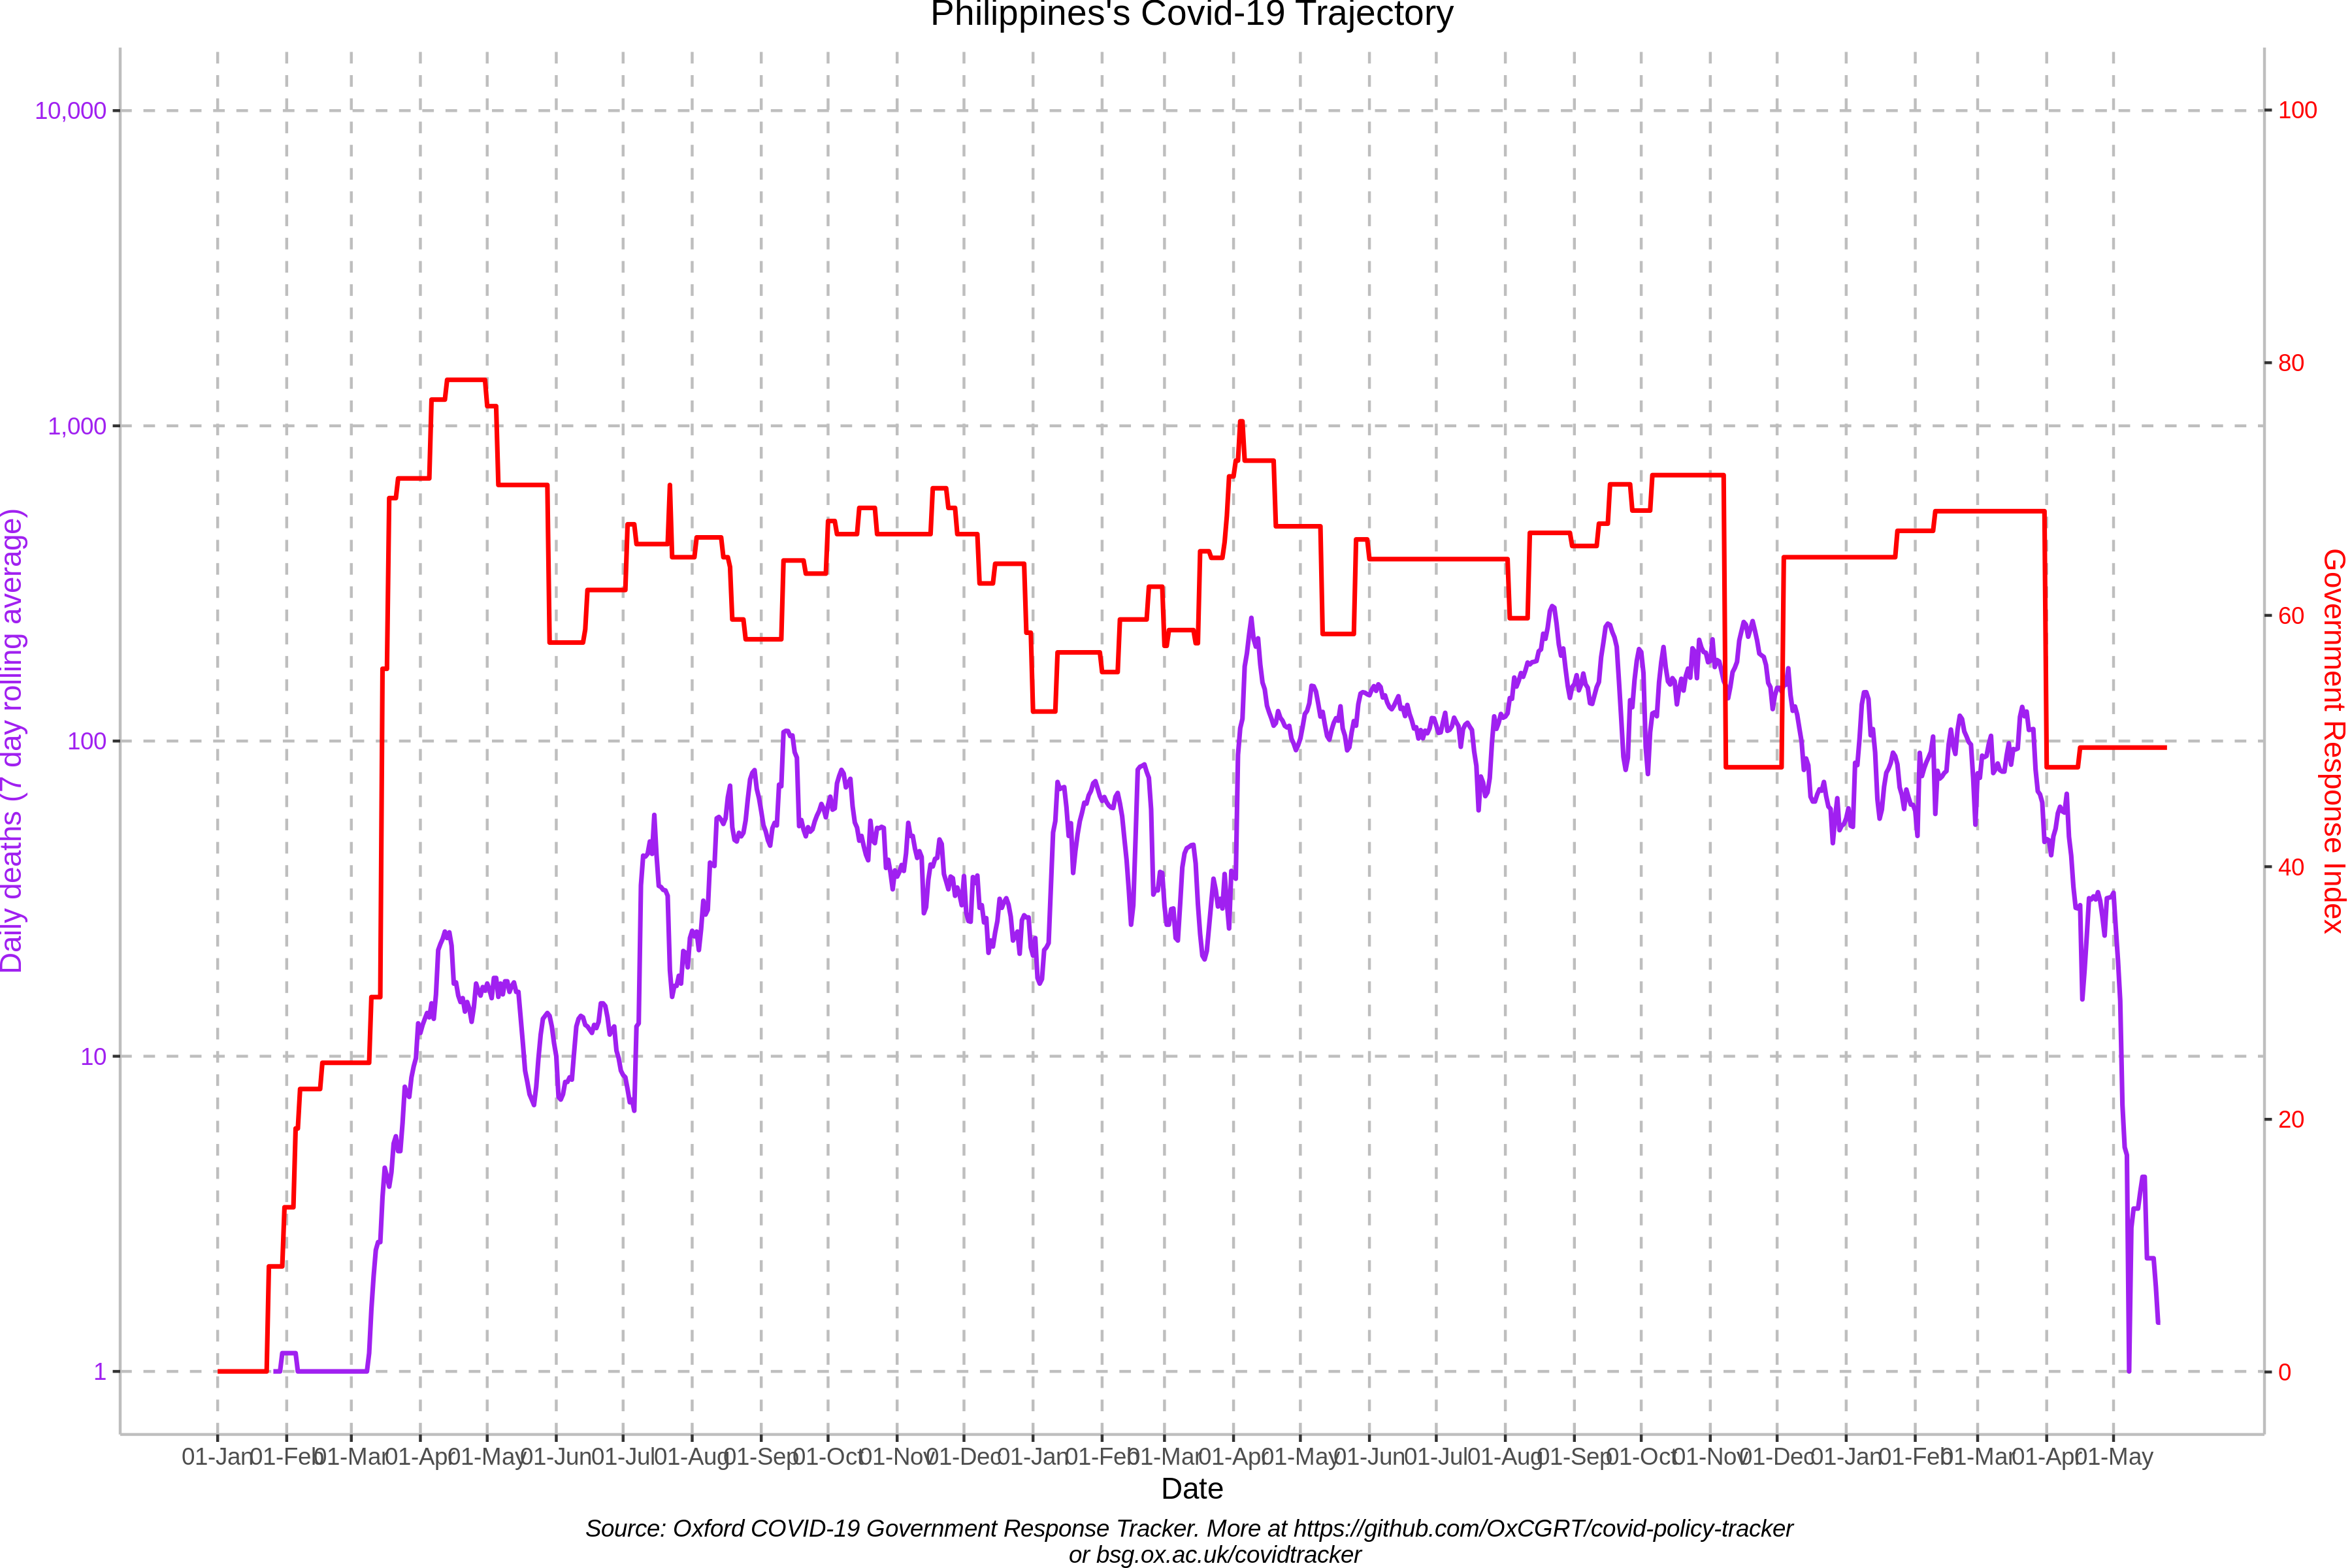 Philippines's Covid-19 Trajectory
10,000
1,000
100
10
1
Daily deaths (7 day rolling average)
100
80
60
40
20
0
Government Response Index
01-Jan 01-Feb 01-Mar 01-Apr 01-May 01-Jun 01-Jul 01-Aug 01-Sep 01-Oct 01-Nov 01-Dec 01-Jan 01-Feb 01-Mar 01-Apr 01-May 01-Jun 01-Jul 01-Aug 01-Sep 01-Oct 01-Nov 01-Dec 01-Jan 01-Feb 01-Mar 01-Apr 01-May
Date
Source: Oxford COVID-19 Government Response Tracker. More at https://github.com/OxCGRT/covid-policy-tracker
or bsg.ox.ac.uk/covidtracker